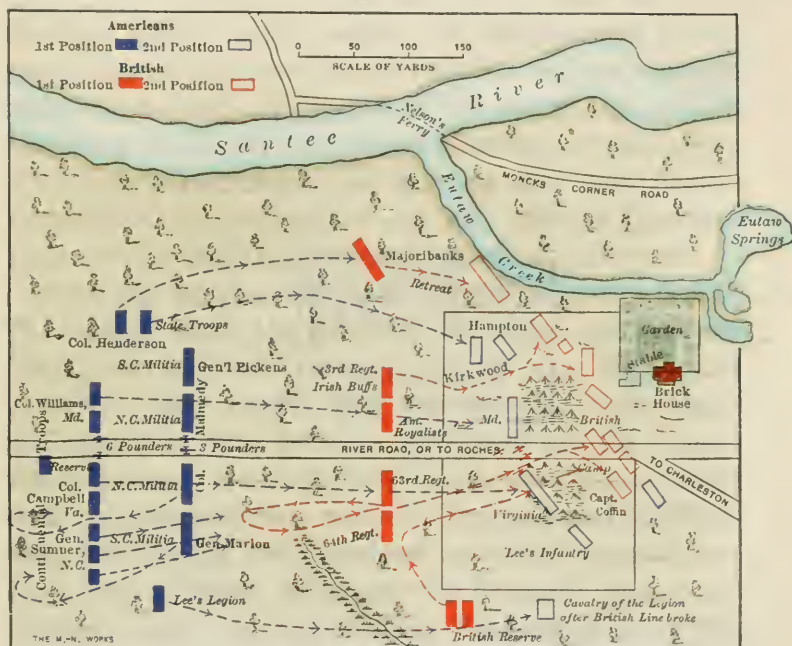 Americans
1st Position 2nd Position
British
1st Position 2nd Position
0 50 100 150
SCALE OF YARDS
Santee River
Nelson's
Ferry
MONCKS CORNER ROAD
Eutaw Creek
Eutaw
Springs
Majoribanks
Retreat
State Troops
Col. Henderson
Hampton
Garden
Kirkwood
Stable
Brick
House
S.C. Militia
Gen'l Pickens
3rd Regt.
Irish Buffs
Col. Williams,
Md.
N.C. Militia
Malmedy
Am.
Royalists
Md.
British
Continental Troops
6 Pounders
3 Pounders
RIVER ROAD, OR TO ROCHES
TO CHARLESTON
Reserve
Col.
Campbell
Va.
N.C. Militia
Col.
63rd Regt.
Camp
Capt.
Coffin
Virginia
Gen.
Sumner,
N.C.
S.C. Militia
Gen. Marion
64th Regt.
Lee's Infantry
Lee's Legion
British Reserve
Cavalry of the Legion
after British Line broke
THE M.-N. WORKS